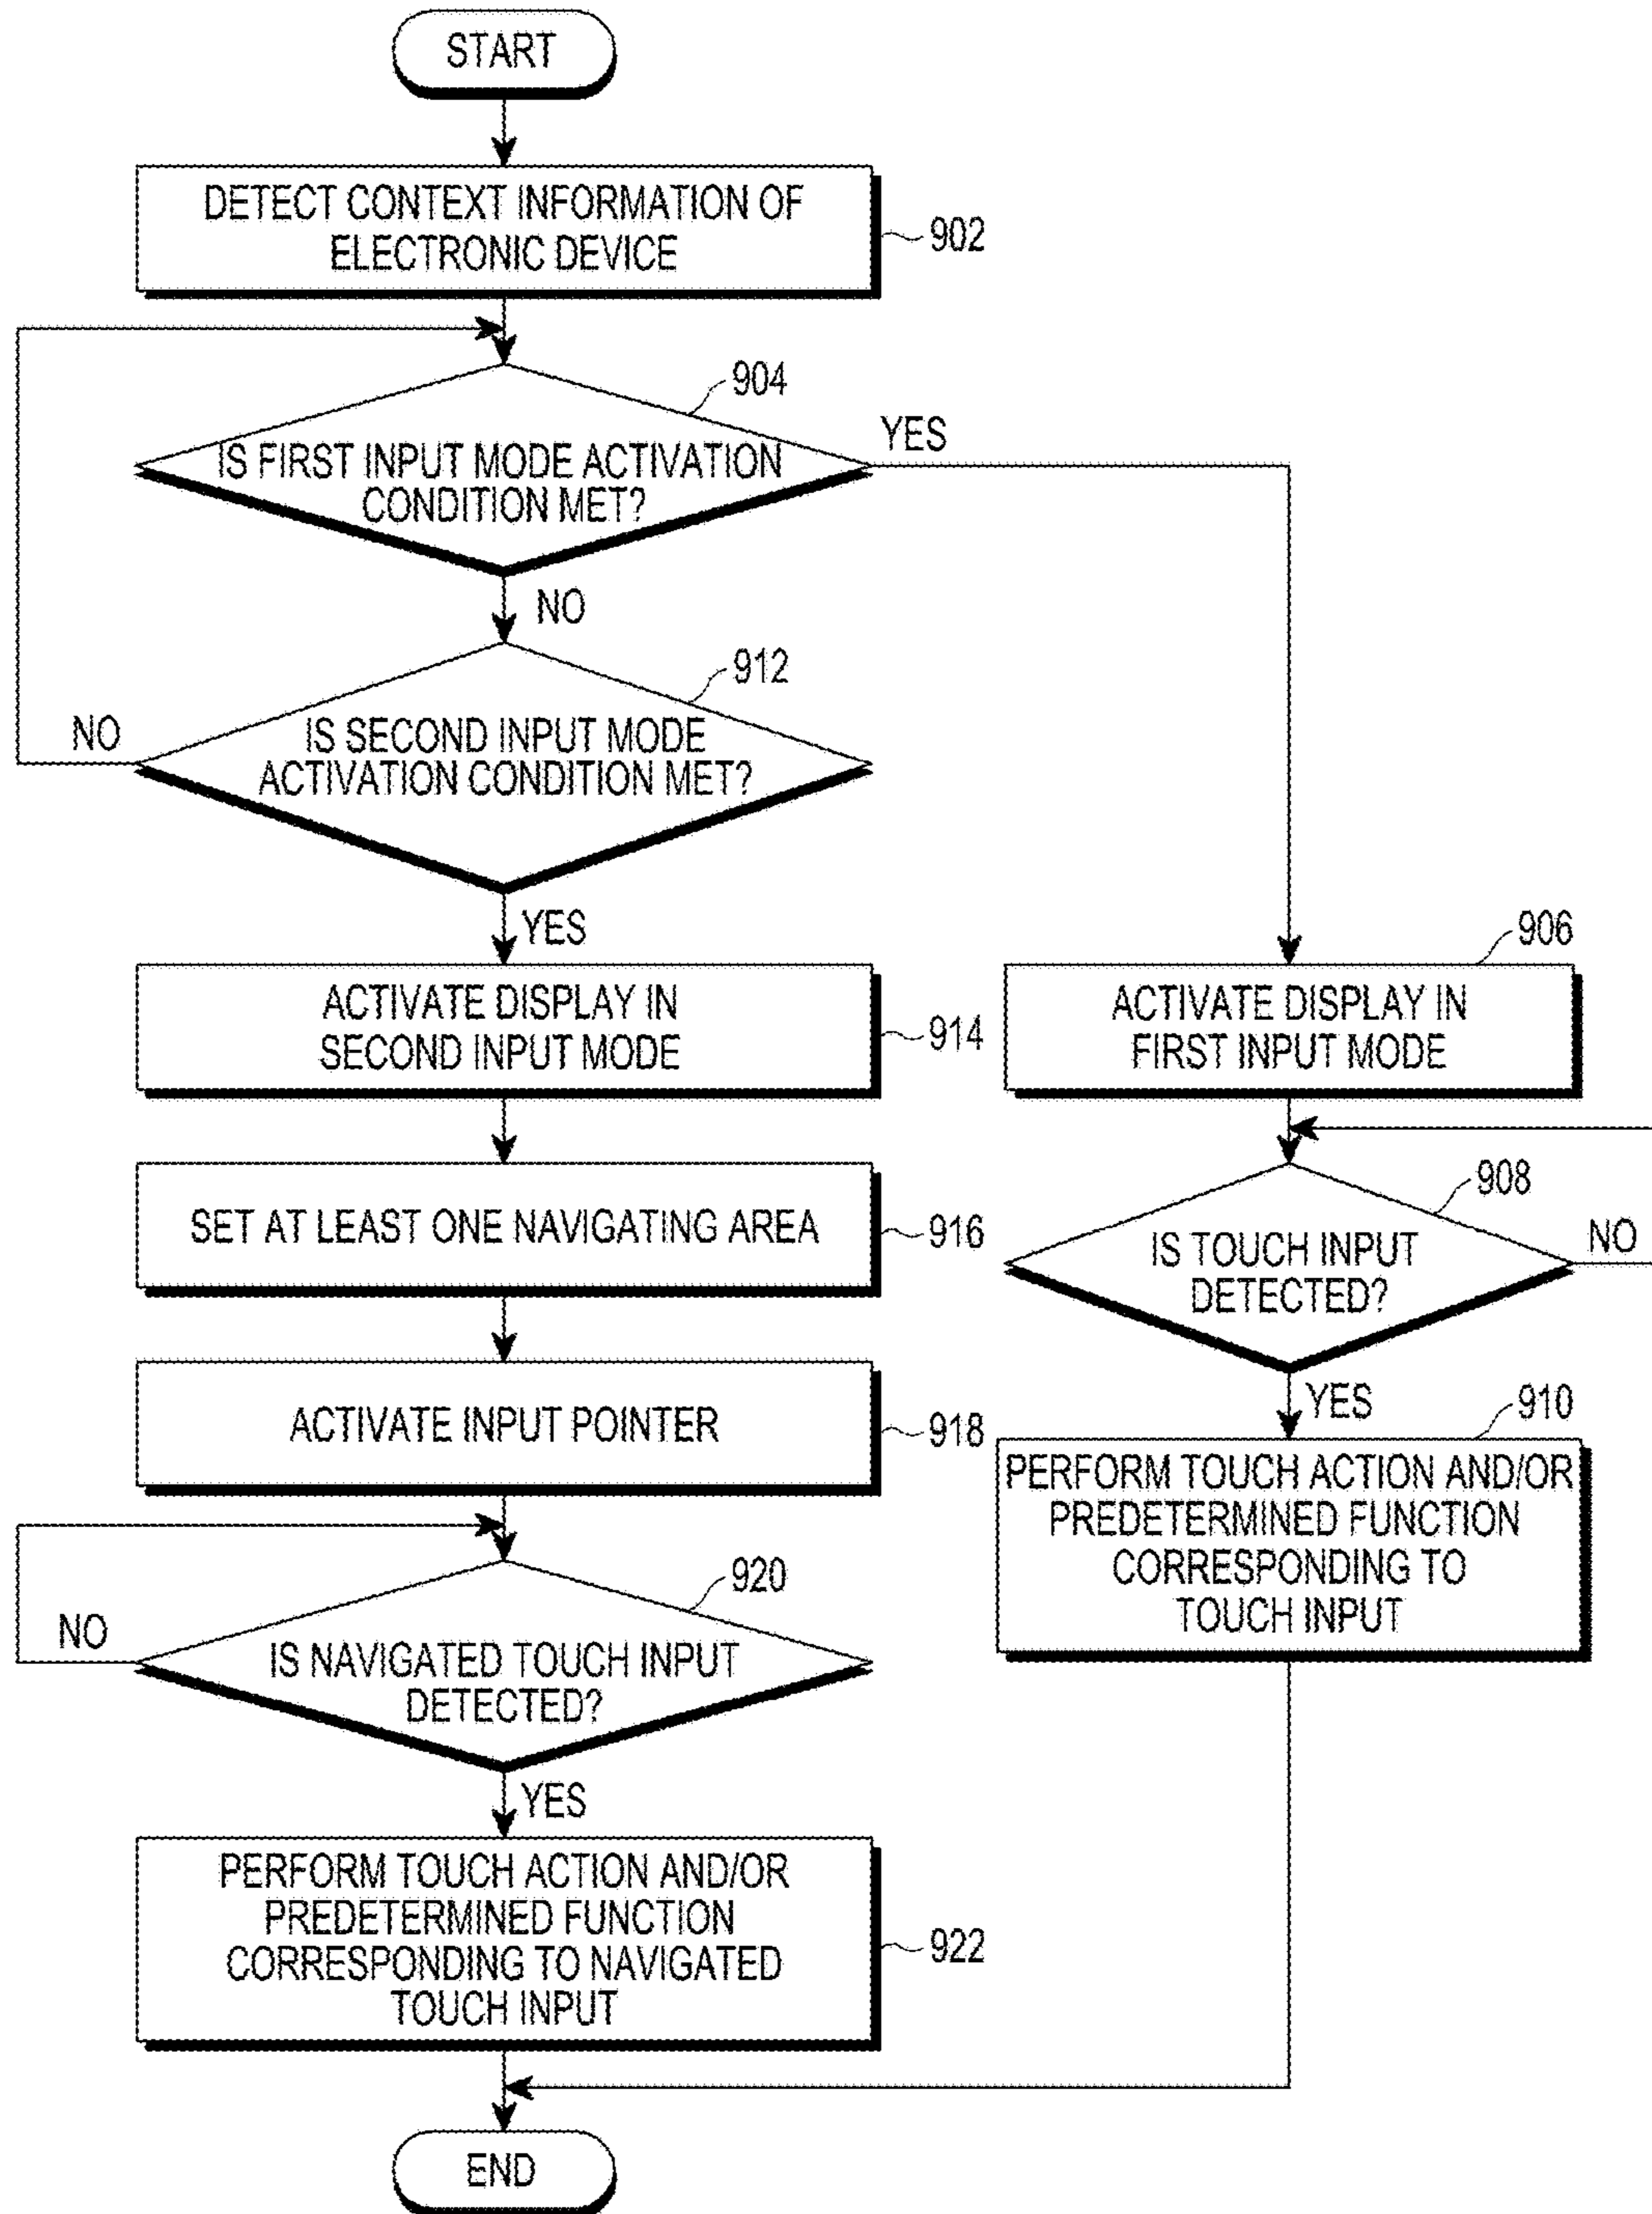 START
DETECT CONTEXT INFORMATION OF
ELECTRONIC DEVICE
902
904
IS FIRST INPUT MODE ACTIVATION
CONDITION MET?
YES
NO
912
IS SECOND INPUT MODE
ACTIVATION CONDITION MET?
NO
YES
ACTIVATE DISPLAY IN
SECOND INPUT MODE
914
906
ACTIVATE DISPLAY IN
FIRST INPUT MODE
SET AT LEAST ONE NAVIGATING AREA
916
908
IS TOUCH INPUT
DETECTED?
NO
YES
ACTIVATE INPUT POINTER
918
910
PERFORM TOUCH ACTION AND/OR
PREDETERMINED FUNCTION
CORRESPONDING TO
TOUCH INPUT
920
IS NAVIGATED TOUCH INPUT
DETECTED?
NO
YES
PERFORM TOUCH ACTION AND/OR
PREDETERMINED FUNCTION
CORRESPONDING TO NAVIGATED
TOUCH INPUT
922
END